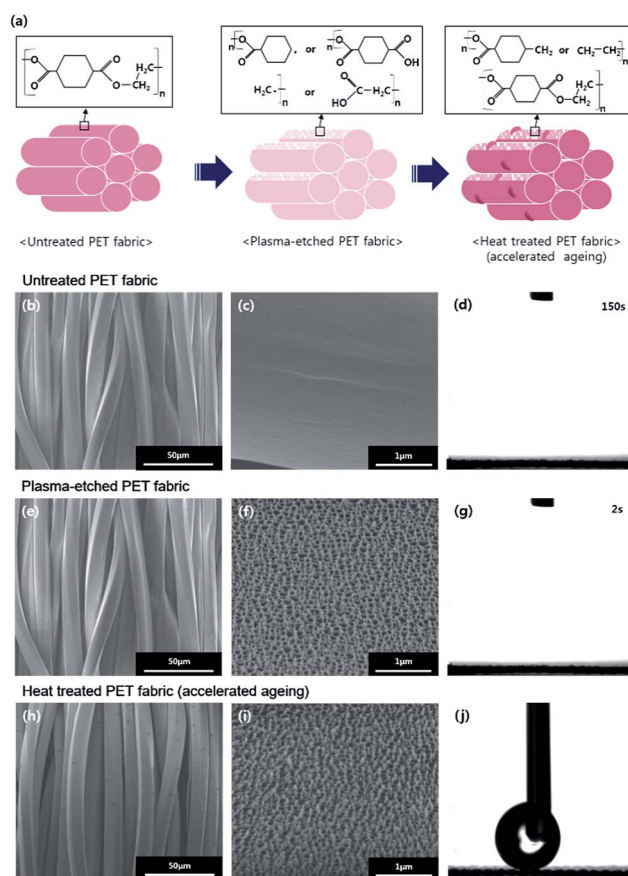 (a)
O O n O H2C n O
O n O or O n O O OH
O n O CH2 or CH2-CH2 n
H2C n or O HO H2C n
O O n O H2C n O CH2
O-CH2
<Untreated PET fabric>
<Plasma-etched PET fabric>
<Heat treated PET fabric>
(accelerated ageing)
Untreated PET fabric
(b)
50μm
(c)
1μm
(d)
150s
Plasma-etched PET fabric
(e)
50μm
(f)
1μm
(g)
2s
Heat treated PET fabric (accelerated ageing)
(h)
50μm
(i)
1μm
(j)